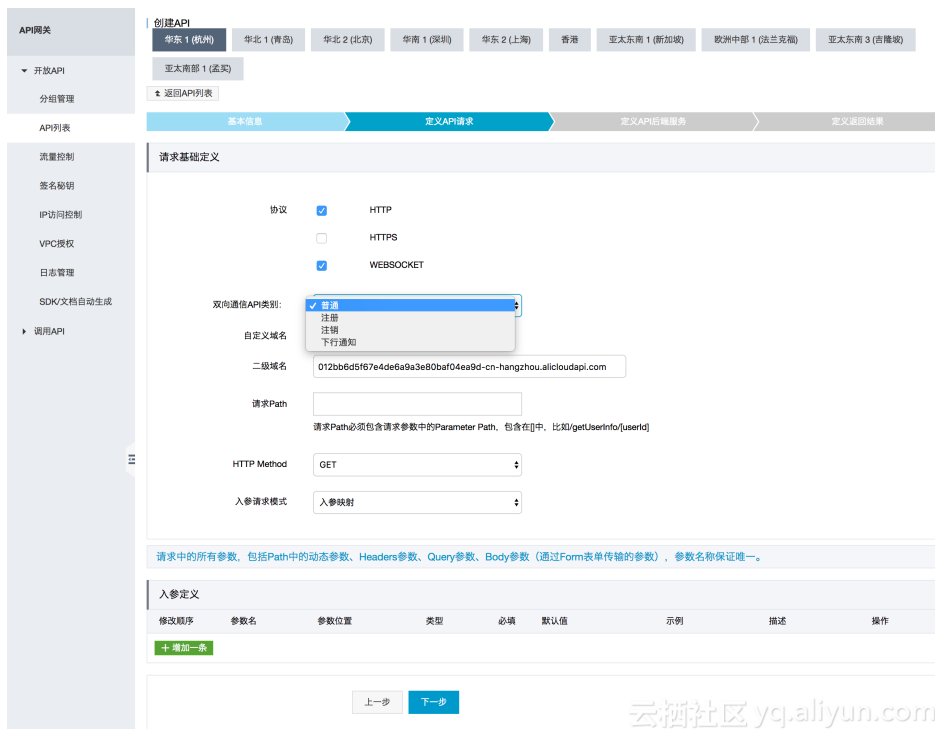 API网关
开放API
分组管理
API列表
流量控制
签名秘钥
IP访问控制
VPC授权
日志管理
SDK/文档自动生成
调用API
创建API
华东 1 (杭州) 华北 1 (青岛) 华北 2 (北京) 华南 1 (深圳) 华东 2 (上海) 香港 亚太东南 1 (新加坡) 欧洲中部 1 (法兰克福) 亚太东南 3 (吉隆坡)
亚太南部 1 (孟买)
返回API列表
基本信息 定义API请求 定义API后端服务 定义返回结果
请求基础定义
协议 HTTP
HTTPS
WEBSOCKET
双向通信API类别: 普通
注册
注销
下行通知
自定义域名
二级域名 012bb6d5f67e4de6a9a3e80baf04ea9d-cn-hangzhou.alicloudapi.com
请求Path
请求Path必须包含请求参数中的Parameter Path，包含在[]中，比如/getUserInfo/[userId]
HTTP Method GET
入参请求模式 入参映射
请求中的所有参数，包括Path中的动态参数、Headers参数、Query参数、Body参数（通过Form表单传输的参数），参数名称保证唯一。
入参定义
修改顺序 参数名 参数位置 类型 必填 默认值 示例 描述 操作
增加一条
上一步 下一步
云栖社区 yq.aliyun.com